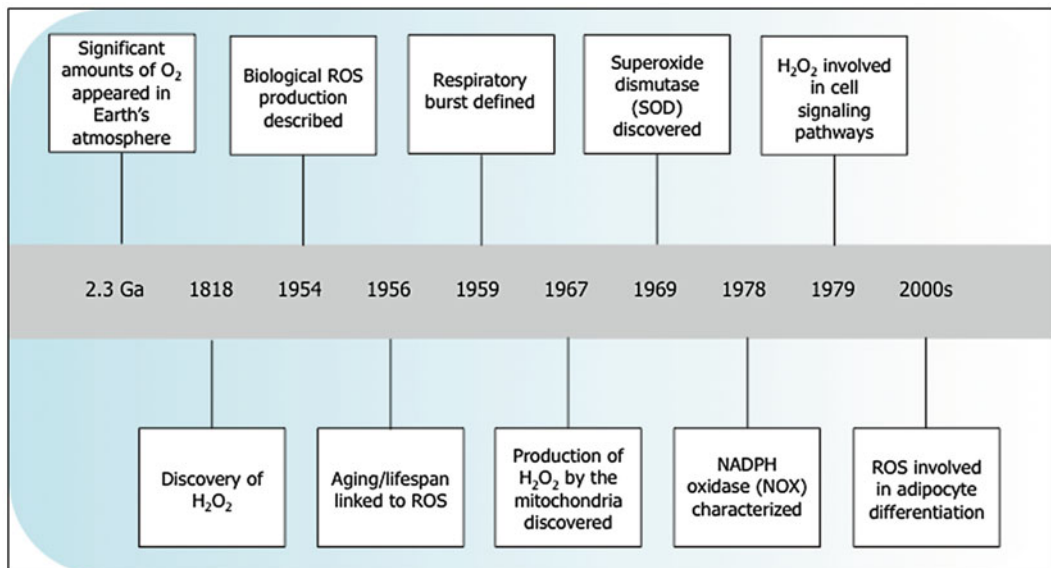 Significant
amounts of O₂
appeared in
Earth's
atmosphere
Biological ROS
production
described
Respiratory
burst defined
Superoxide
dismutase
(SOD)
discovered
H₂O₂ involved
in cell
signaling
pathways
2.3 Ga 1818 1954 1956 1959 1967 1969 1978 1979 2000s
Discovery of
H₂O₂
Aging/lifespan
linked to ROS
Production of
H₂O₂ by the
mitochondria
discovered
NADPH
oxidase (NOX)
characterized
ROS involved
in adipocyte
differentiation